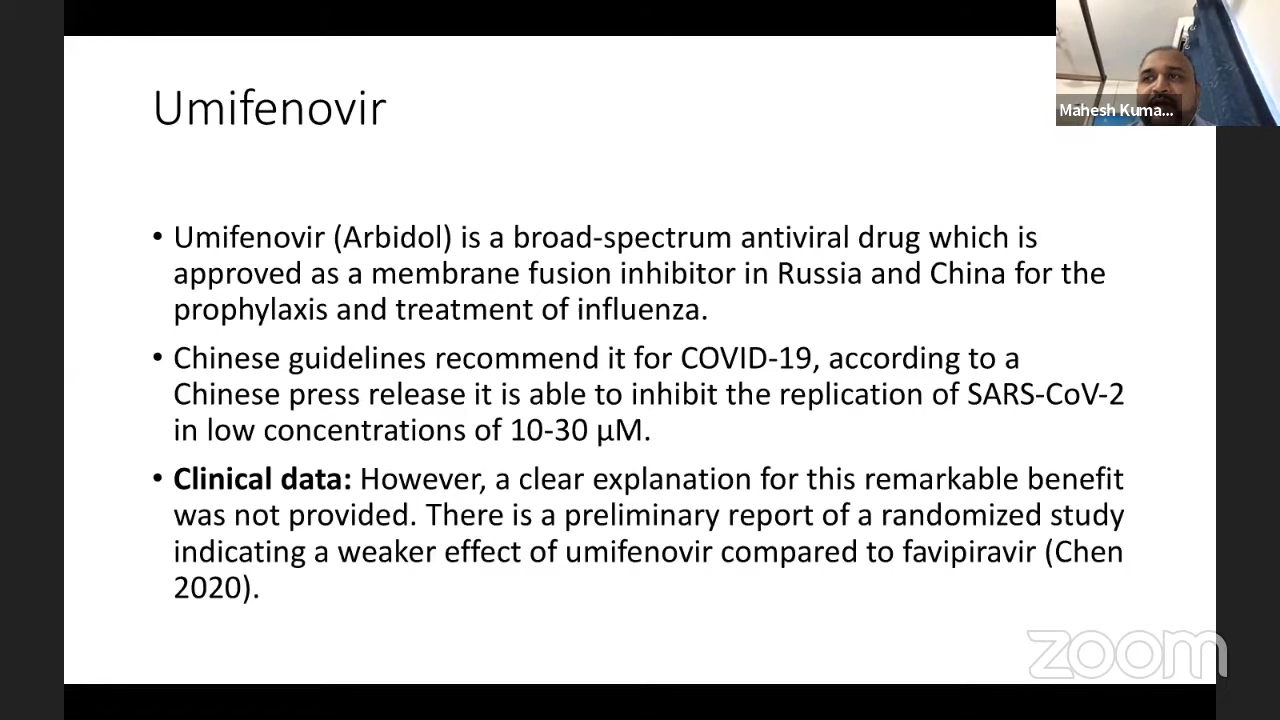 Umifenovir
Mahesh Kuma...
• Umifenovir (Arbidol) is a broad-spectrum antiviral drug which is
approved as a membrane fusion inhibitor in Russia and China for the
prophylaxis and treatment of influenza.
• Chinese guidelines recommend it for COVID-19, according to a
Chinese press release it is able to inhibit the replication of SARS-CoV-2
in low concentrations of 10-30 μM.
• Clinical data: However, a clear explanation for this remarkable benefit
was not provided. There is a preliminary report of a randomized study
indicating a weaker effect of umifenovir compared to favipiravir (Chen
2020).
zoom